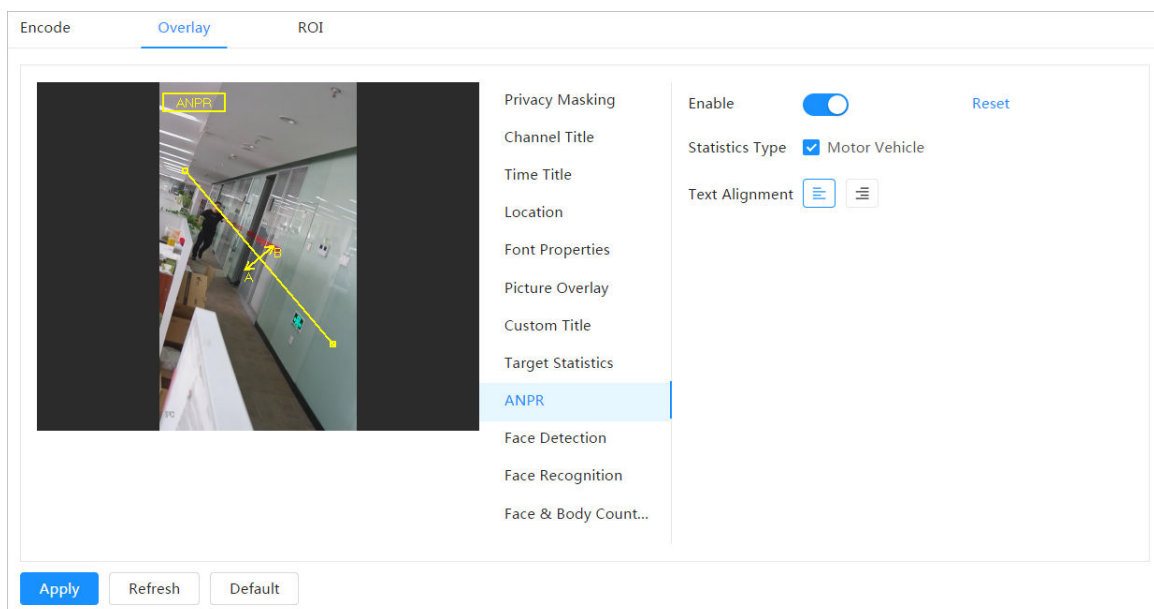 Encode Overlay ROI
ANPR
B
A
Privacy Masking
Channel Title
Time Title
Location
Font Properties
Picture Overlay
Custom Title
Target Statistics
ANPR
Face Detection
Face Recognition
Face & Body Count...
Enable Reset
Statistics Type Motor Vehicle
Text Alignment
Apply Refresh Default